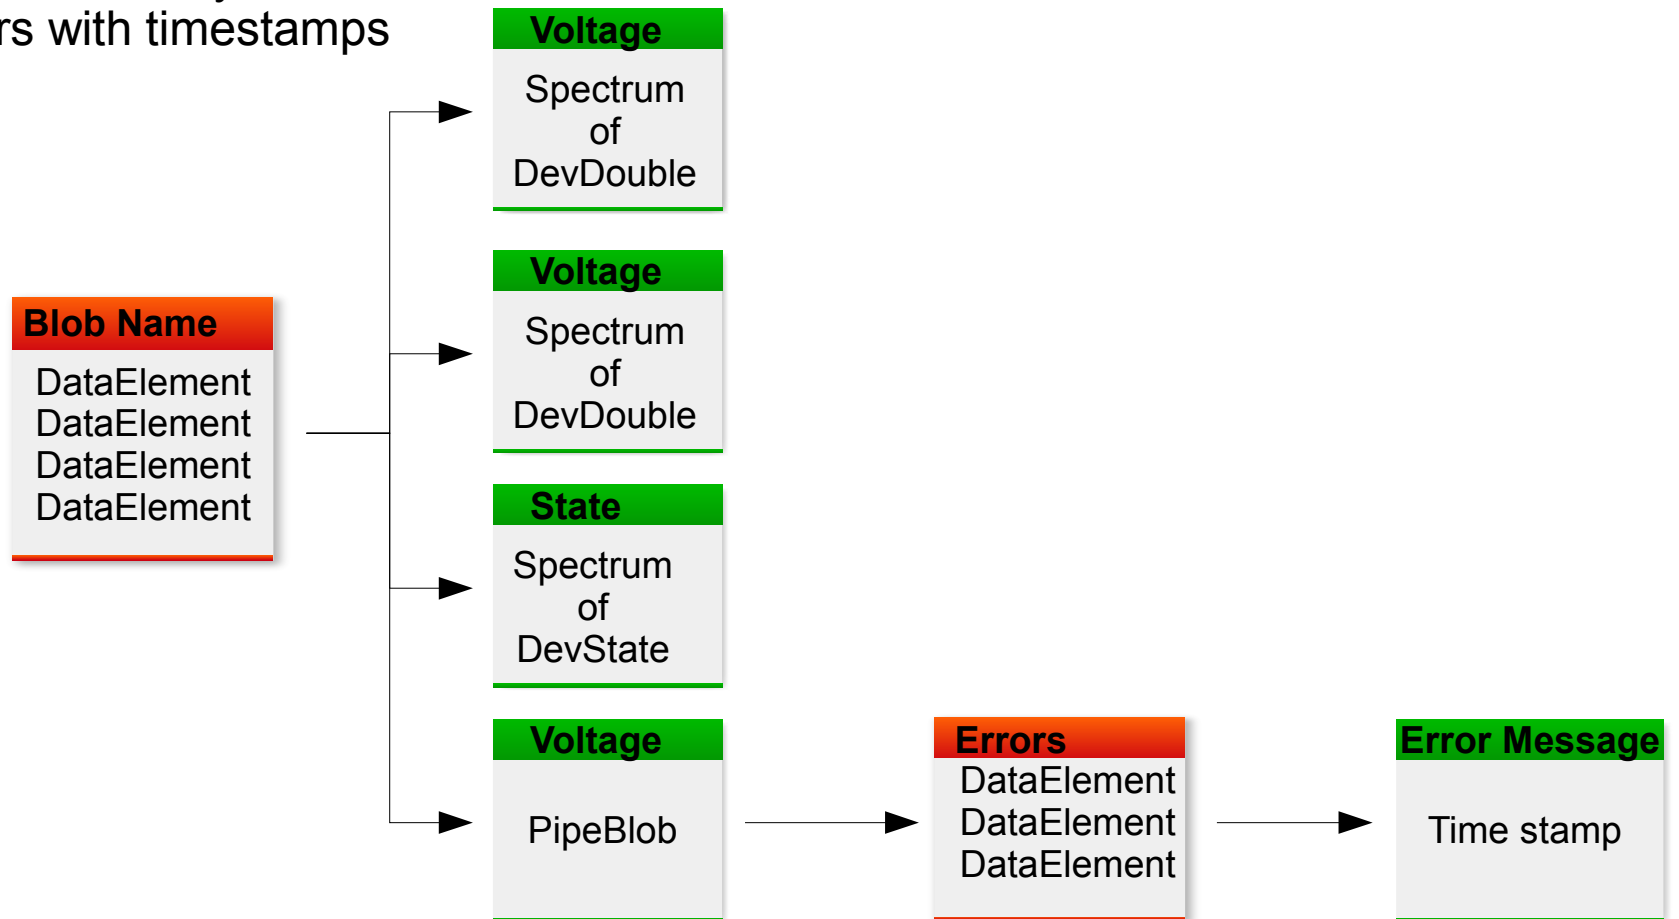 with timestamps
Voltage
Spectrum
of
DevDouble
Voltage
Spectrum
of
DevDouble
Blob Name
DataElement
DataElement
DataElement
DataElement
State
Spectrum
of
DevState
Voltage
PipeBlob
Errors
DataElement
DataElement
DataElement
Error Message
Time stamp